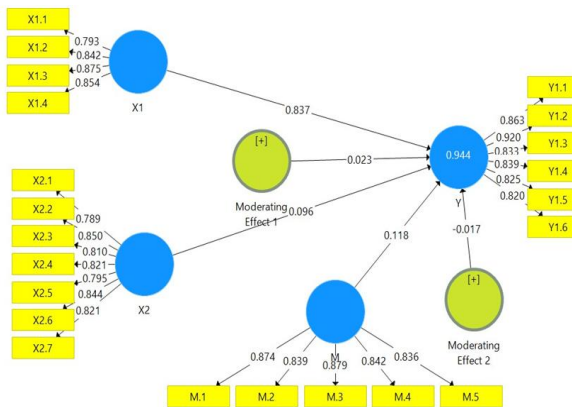 X1.1
0.793
X1.2
0.842
X1.3
0.875
X1.4
0.854
X1
0.837
[+]
0.023
Moderating
Effect 1
0.096
X2.1
0.789
X2.2
0.850
X2.3
0.810
X2.4
0.821
X2.5
0.795
X2.6
0.844
X2.7
0.821
X2
0.944
Y
Y1.1
0.863
Y1.2
0.920
Y1.3
0.833
Y1.4
0.839
Y1.5
0.825
Y1.6
0.820
0.118
-0.017
[+]
Moderating
Effect 2
M
0.874
0.839
0.879
0.842
0.836
M.1
M.2
M.3
M.4
M.5